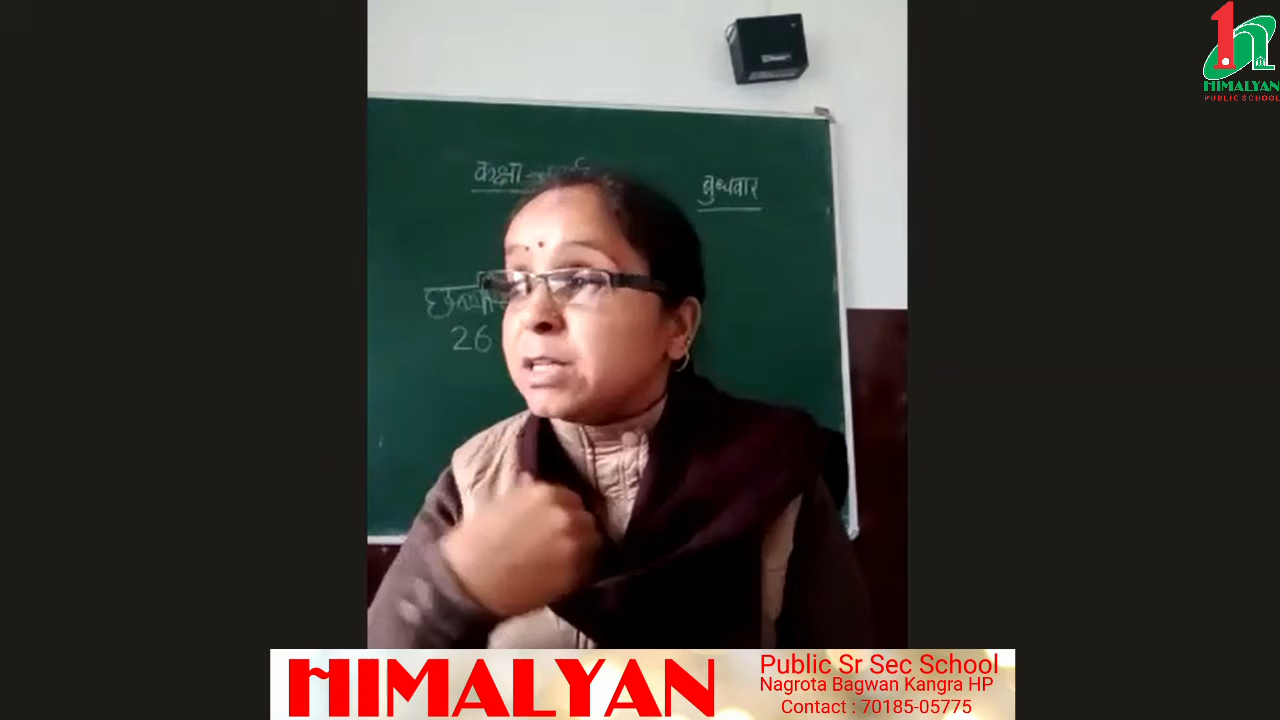 HIMALYAN
PUBLIC SCHOOL
कक्षा
बुधवार
26
HIMALYAN
Public Sr Sec School
Nagrota Bagwan Kangra HP
Contact : 70185-05775